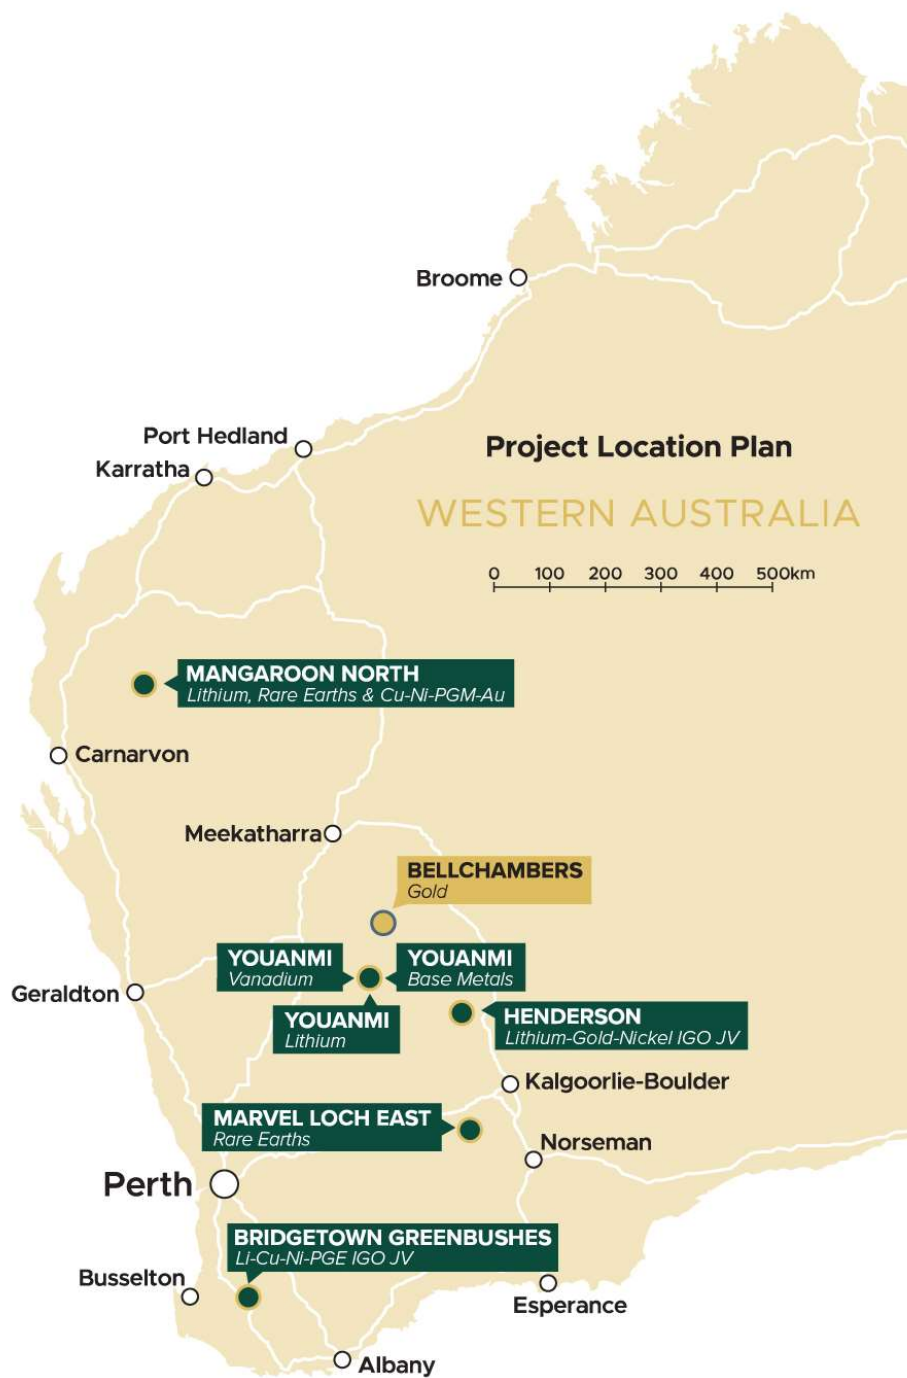 Broome
Port Hedland
Karratha
Project Location Plan
WESTERN AUSTRALIA
0 100 200 300 400 500km
MANGAROON NORTH
Lithium, Rare Earths & Cu-Ni-PGM-Au
Carnarvon
Meekatharra
BELLCHAMBERS
Gold
YOUANMI
Vanadium
YOUANMI
Base Metals
Geraldton
YOUANMI
Lithium
HENDERSON
Lithium-Gold-Nickel IGO JV
Kalgoorlie-Boulder
MARVEL LOCH EAST
Rare Earths
Norseman
Perth
BRIDGETOWN GREENBUSHES
Li-Cu-Ni-PGE IGO JV
Busselton
Esperance
Albany